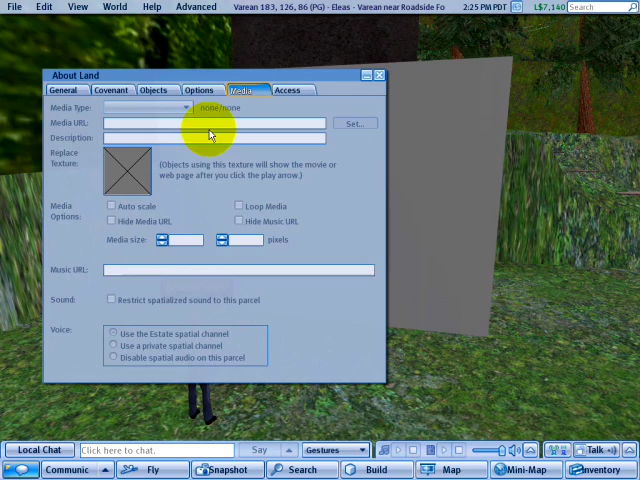 File Edit View World Help Advanced Varean 183, 126, 86 (PG) - Eleas - Varean near Roadside Fo 2:25 PM PDT L$7,140 Search
About Land
General Covenant Objects Options Media Access
Media Type: none/none
Media URL: Set...
Description:
Replace Texture:
(Objects using this texture will show the movie or
web page after you click the play arrow.)
Media Options:
Auto scale Loop Media
Hide Media URL Hide Music URL
Media size: pixels
Music URL:
Sound: Restrict spatialized sound to this parcel
Voice:
Use the Estate spatial channel
Use a private spatial channel
Disable spatial audio on this parcel
Local Chat Click here to chat. Say Gestures Talk
Communic Fly Snapshot Search Build Map Mini-Map Inventory